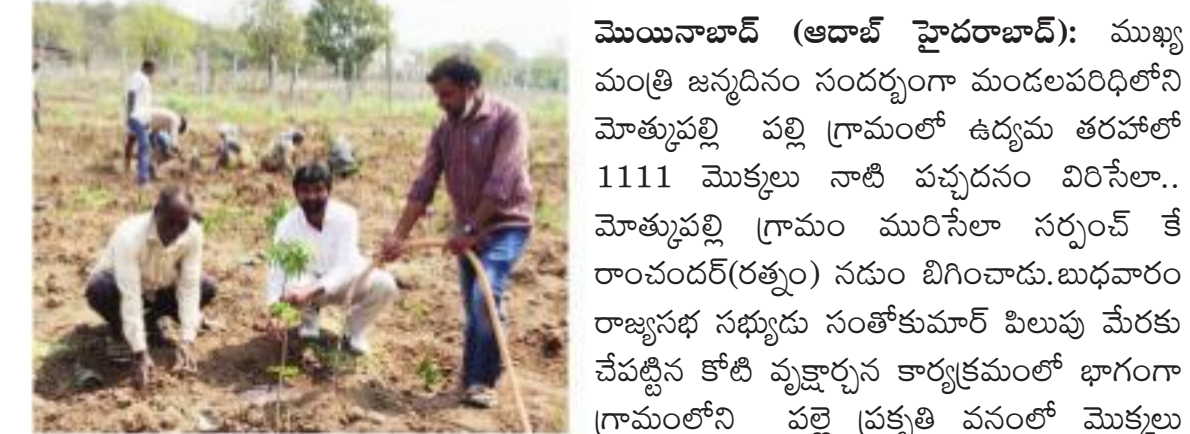 మొయినాబాద్ (ఆదాబ్ హైదరాబాద్): ముఖ్య
మంత్రి జన్మదినం సందర్భంగా మండలపరిధిలోని
మోత్కుపల్లి పల్లి గ్రామంలో ఉద్యమ తరహాలో
1111 మొక్కలు నాటి పచ్చదనం విరిసేలా..
మోత్కుపల్లి గ్రామం మురిసేలా సర్పంచ్ కే
రాంచందర్(రత్నం) నడుం బిగించాడు.బుధవారం
రాజ్యసభ సభ్యుడు సంతోకుమార్ పిలుపు మేరకు
చేపట్టిన కోటి వృక్షార్చన కార్యక్రమంలో భాగంగా
గ్రామంలోని పల్లె ప్రకృతి వనంలో మొక్కలు